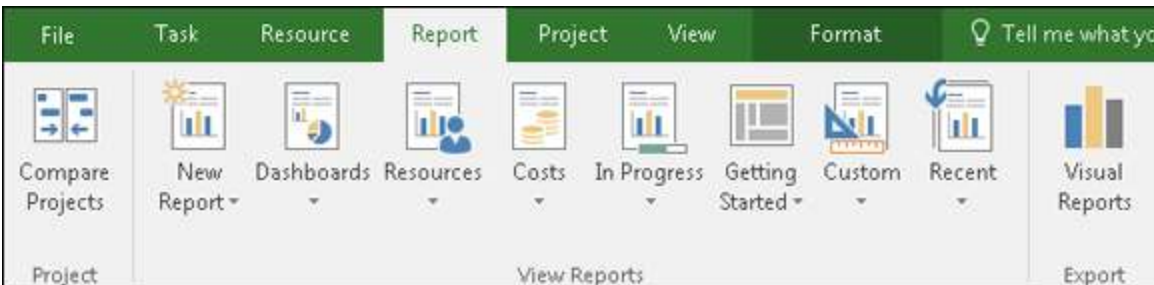 File Task Resource Report Project View Format Tell me what yo
Compare Projects
New Report
Dashboards
Resources
Costs
In Progress
Getting Started
Custom
Recent
Visual Reports
Project View Reports Export